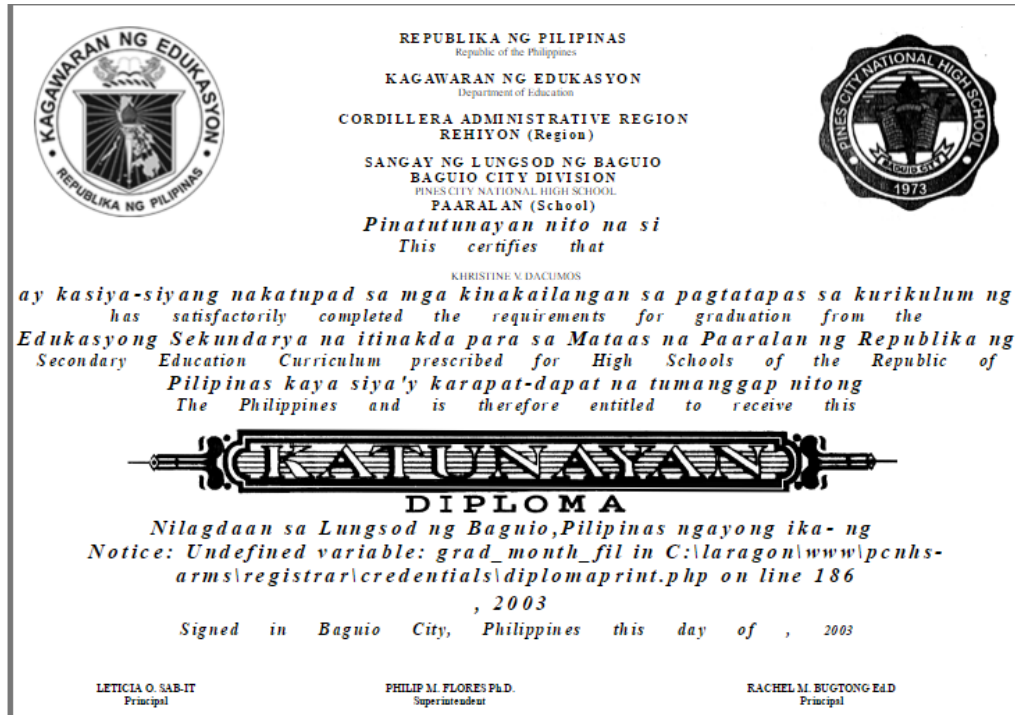 KAGAWARAN NG EDUKASYON
REPUBLIKA NG PILIPINAS
REPUBLIKA NG PILIPINAS
Republic of the Philippines
KAGAWARAN NG EDUKASYON
Department of Education
CORDILLERA ADMINISTRATIVE REGION
REHIYON (Region)
SANGAY NG LUNGSOD NG BAGUIO
BAGUIO CITY DIVISION
PINES CITY NATIONAL HIGH SCHOOL
PAARALAN (School)
PINES CITY NATIONAL HIGH SCHOOL
BAGUIO CITY
1973
Pinatutunayan nito na si
This certifies that
KHRISTINE V. DACUMOS
ay kasiya-siyang nakatupad sa mga kinakailangan sa pagtatapas sa kurikulum ng
has satisfactorily completed the requirements for graduation from the
Edukasyong Sekundarya na itinakda para sa Mataas na Paaralan ng Republika ng
Secondary Education Curriculum prescribed for High Schools of the Republic of
Pilipinas kaya siya'y karapat-dapat na tumanggap nitong
The Philippines and is therefore entitled to receive this
KATUNAYAN
DIPLOMA
Nilagdaan sa Lungsod ng Baguio,Pilipinas ngayong ika- ng
Notice: Undefined variable: grad_month_fil in C:\laragon\www\pcnhs-
arms\registrar\credentials\diplomaprint.php on line 186
, 2003
Signed in Baguio City, Philippines this day of , 2003
LETICIA O. SAB-IT
Principal
PHILIP M. FLORES Ph.D.
Superintendent
RACHEL M. BUGTONG Ed.D
Principal